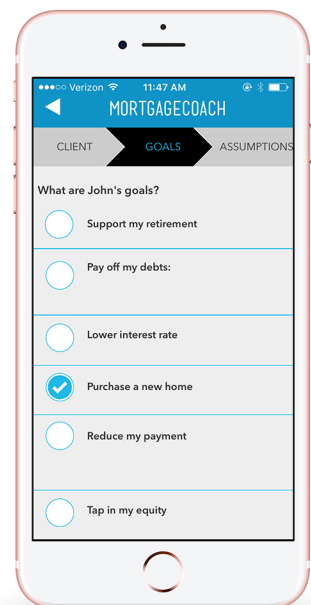 Verizon 11:47 AM
MORTGAGECOACH
CLIENT GOALS ASSUMPTIONS
What are John's goals?
Support my retirement
Pay off my debts:
Lower interest rate
Purchase a new home
Reduce my payment
Tap in my equity